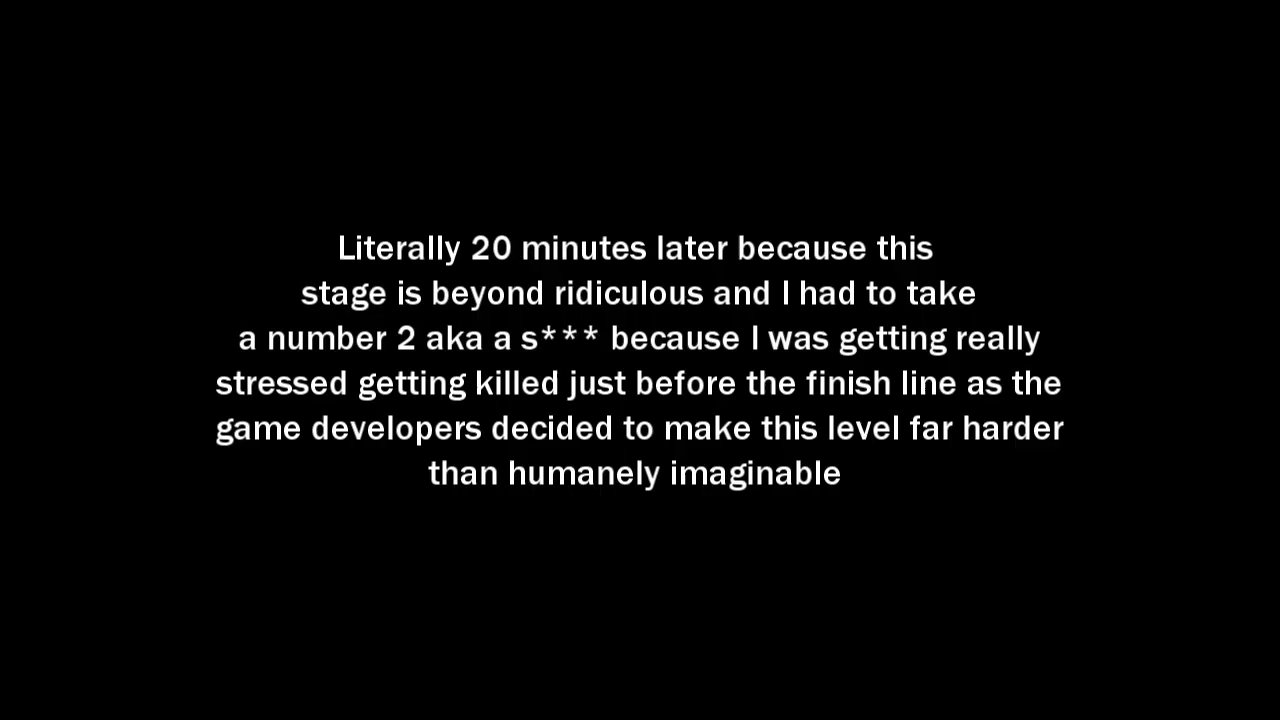 Literally 20 minutes later because this
stage is beyond ridiculous and I had to take
a number 2 aka a s*** because I was getting really
stressed getting killed just before the finish line as the
game developers decided to make this level far harder
than humanely imaginable